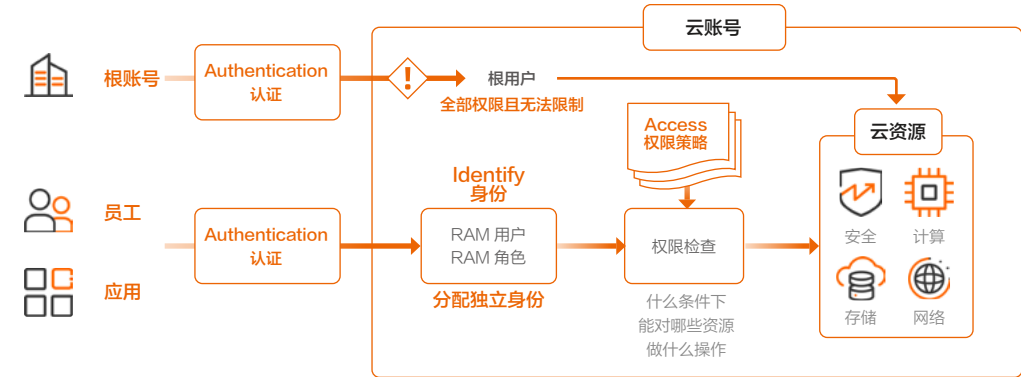 云账号
根账号
Authentication
认证
!
根用户
全部权限且无法限制
Access
权限策略
云资源
安全
计算
存储
网络
员工
应用
Authentication
认证
Identify
身份
RAM 用户
RAM 角色
分配独立身份
权限检查
什么条件下
能对哪些资源
做什么操作